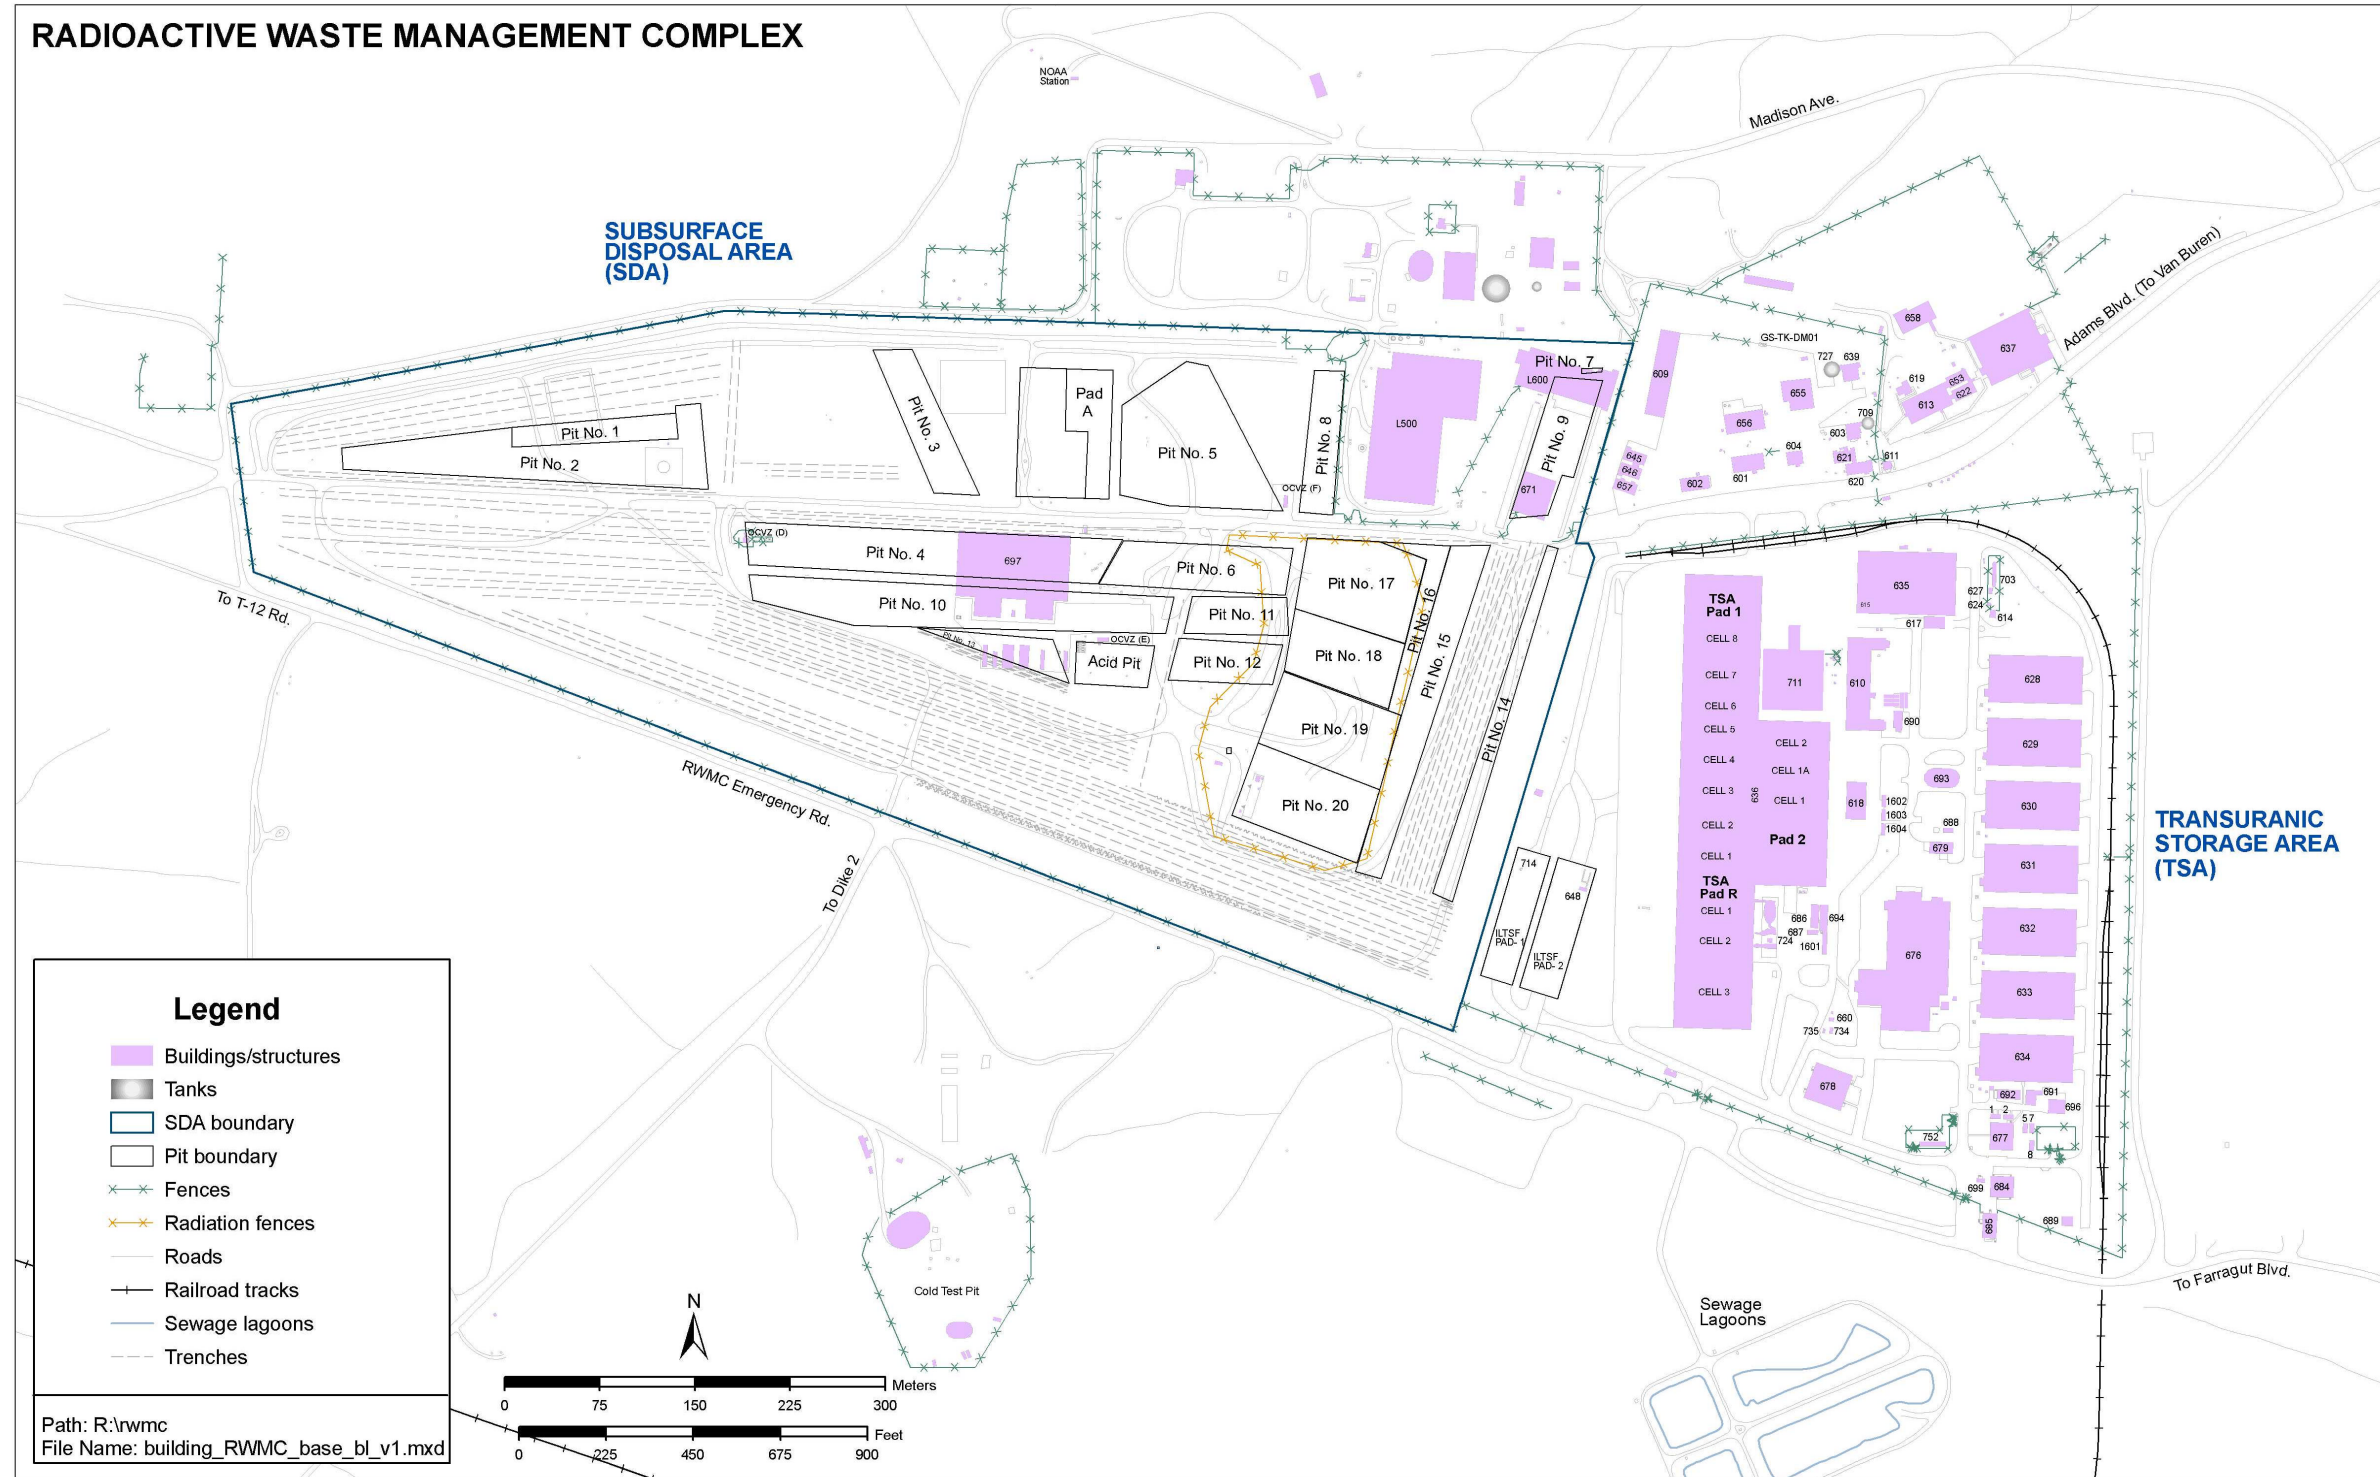 RADIOACTIVE WASTE MANAGEMENT COMPLEX
NOAA
Station
Madison Ave.
SUBSURFACE
DISPOSAL AREA
(SDA)
Adams Blvd. (To Van Buren)
GS-TK-DM01
658
637
727
639
619
653
622
613
609
655
656
709
603
604
621
611
620
601
602
645
646
657
Pit No. 7
L600
L500
Pit No. 9
671
Pad
A
Pit No. 3
Pit No. 1
Pit No. 2
Pit No. 5
Pit No. 8
OCVZ (F)
OCVZ (D)
Pit No. 4
697
Pit No. 6
Pit No. 17
Pit No. 16
Pit No. 10
Pit No. 11
Pit No. 13
OCVZ (E)
Acid Pit
Pit No. 12
Pit No. 18
Pit No. 15
Pit No. 14
Pit No. 19
Pit No. 20
To T-12 Rd.
RWMC Emergency Rd.
To Dike 2
714
648
ILTSF
PAD- 1
ILTSF
PAD- 2
TSA
Pad 1
CELL 8
CELL 7
CELL 6
CELL 5
CELL 4
CELL 3
CELL 2
CELL 1
636
TSA
Pad R
CELL 1
CELL 2
CELL 3
CELL 2
CELL 1A
CELL 1
Pad 2
635
615
617
703
627
624
614
711
610
690
628
629
693
630
618
1602
1603
1604
688
679
631
686
694
687
724
1601
632
676
633
660
735
734
634
678
692
691
696
1
2
5
7
677
8
752
699
684
685
689
TRANSURANIC
STORAGE AREA
(TSA)
To Farragut Blvd.
Sewage
Lagoons
Cold Test Pit
Legend
Buildings/structures
Tanks
SDA boundary
Pit boundary
Fences
Radiation fences
Roads
Railroad tracks
Sewage lagoons
Trenches
Path: R:\rwmc
File Name: building_RWMC_base_bl_v1.mxd
N
Meters
0 75 150 225 300
Feet
0 225 450 675 900